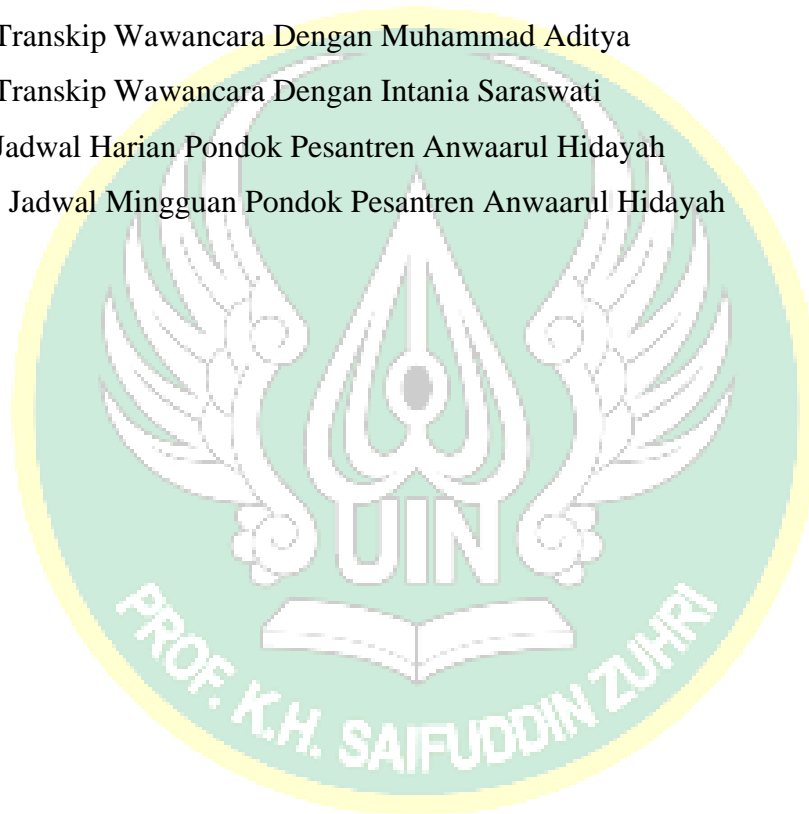 Transkip Wawancara Dengan Muhammad Aditya
Transkip Wawancara Dengan Intania Saraswati
Jadwal Harian Pondok Pesantren Anwaarul Hidayah
Jadwal Mingguan Pondok Pesantren Anwaarul Hidayah
UIN
PROF. K.H. SAIFUDDIN ZUHRI